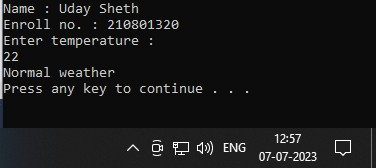 Name : Uday Sheth
Enroll no. : 210801320
Enter temperature :
22
Normal weather
Press any key to continue . . .
ENG
12:57
07-07-2023